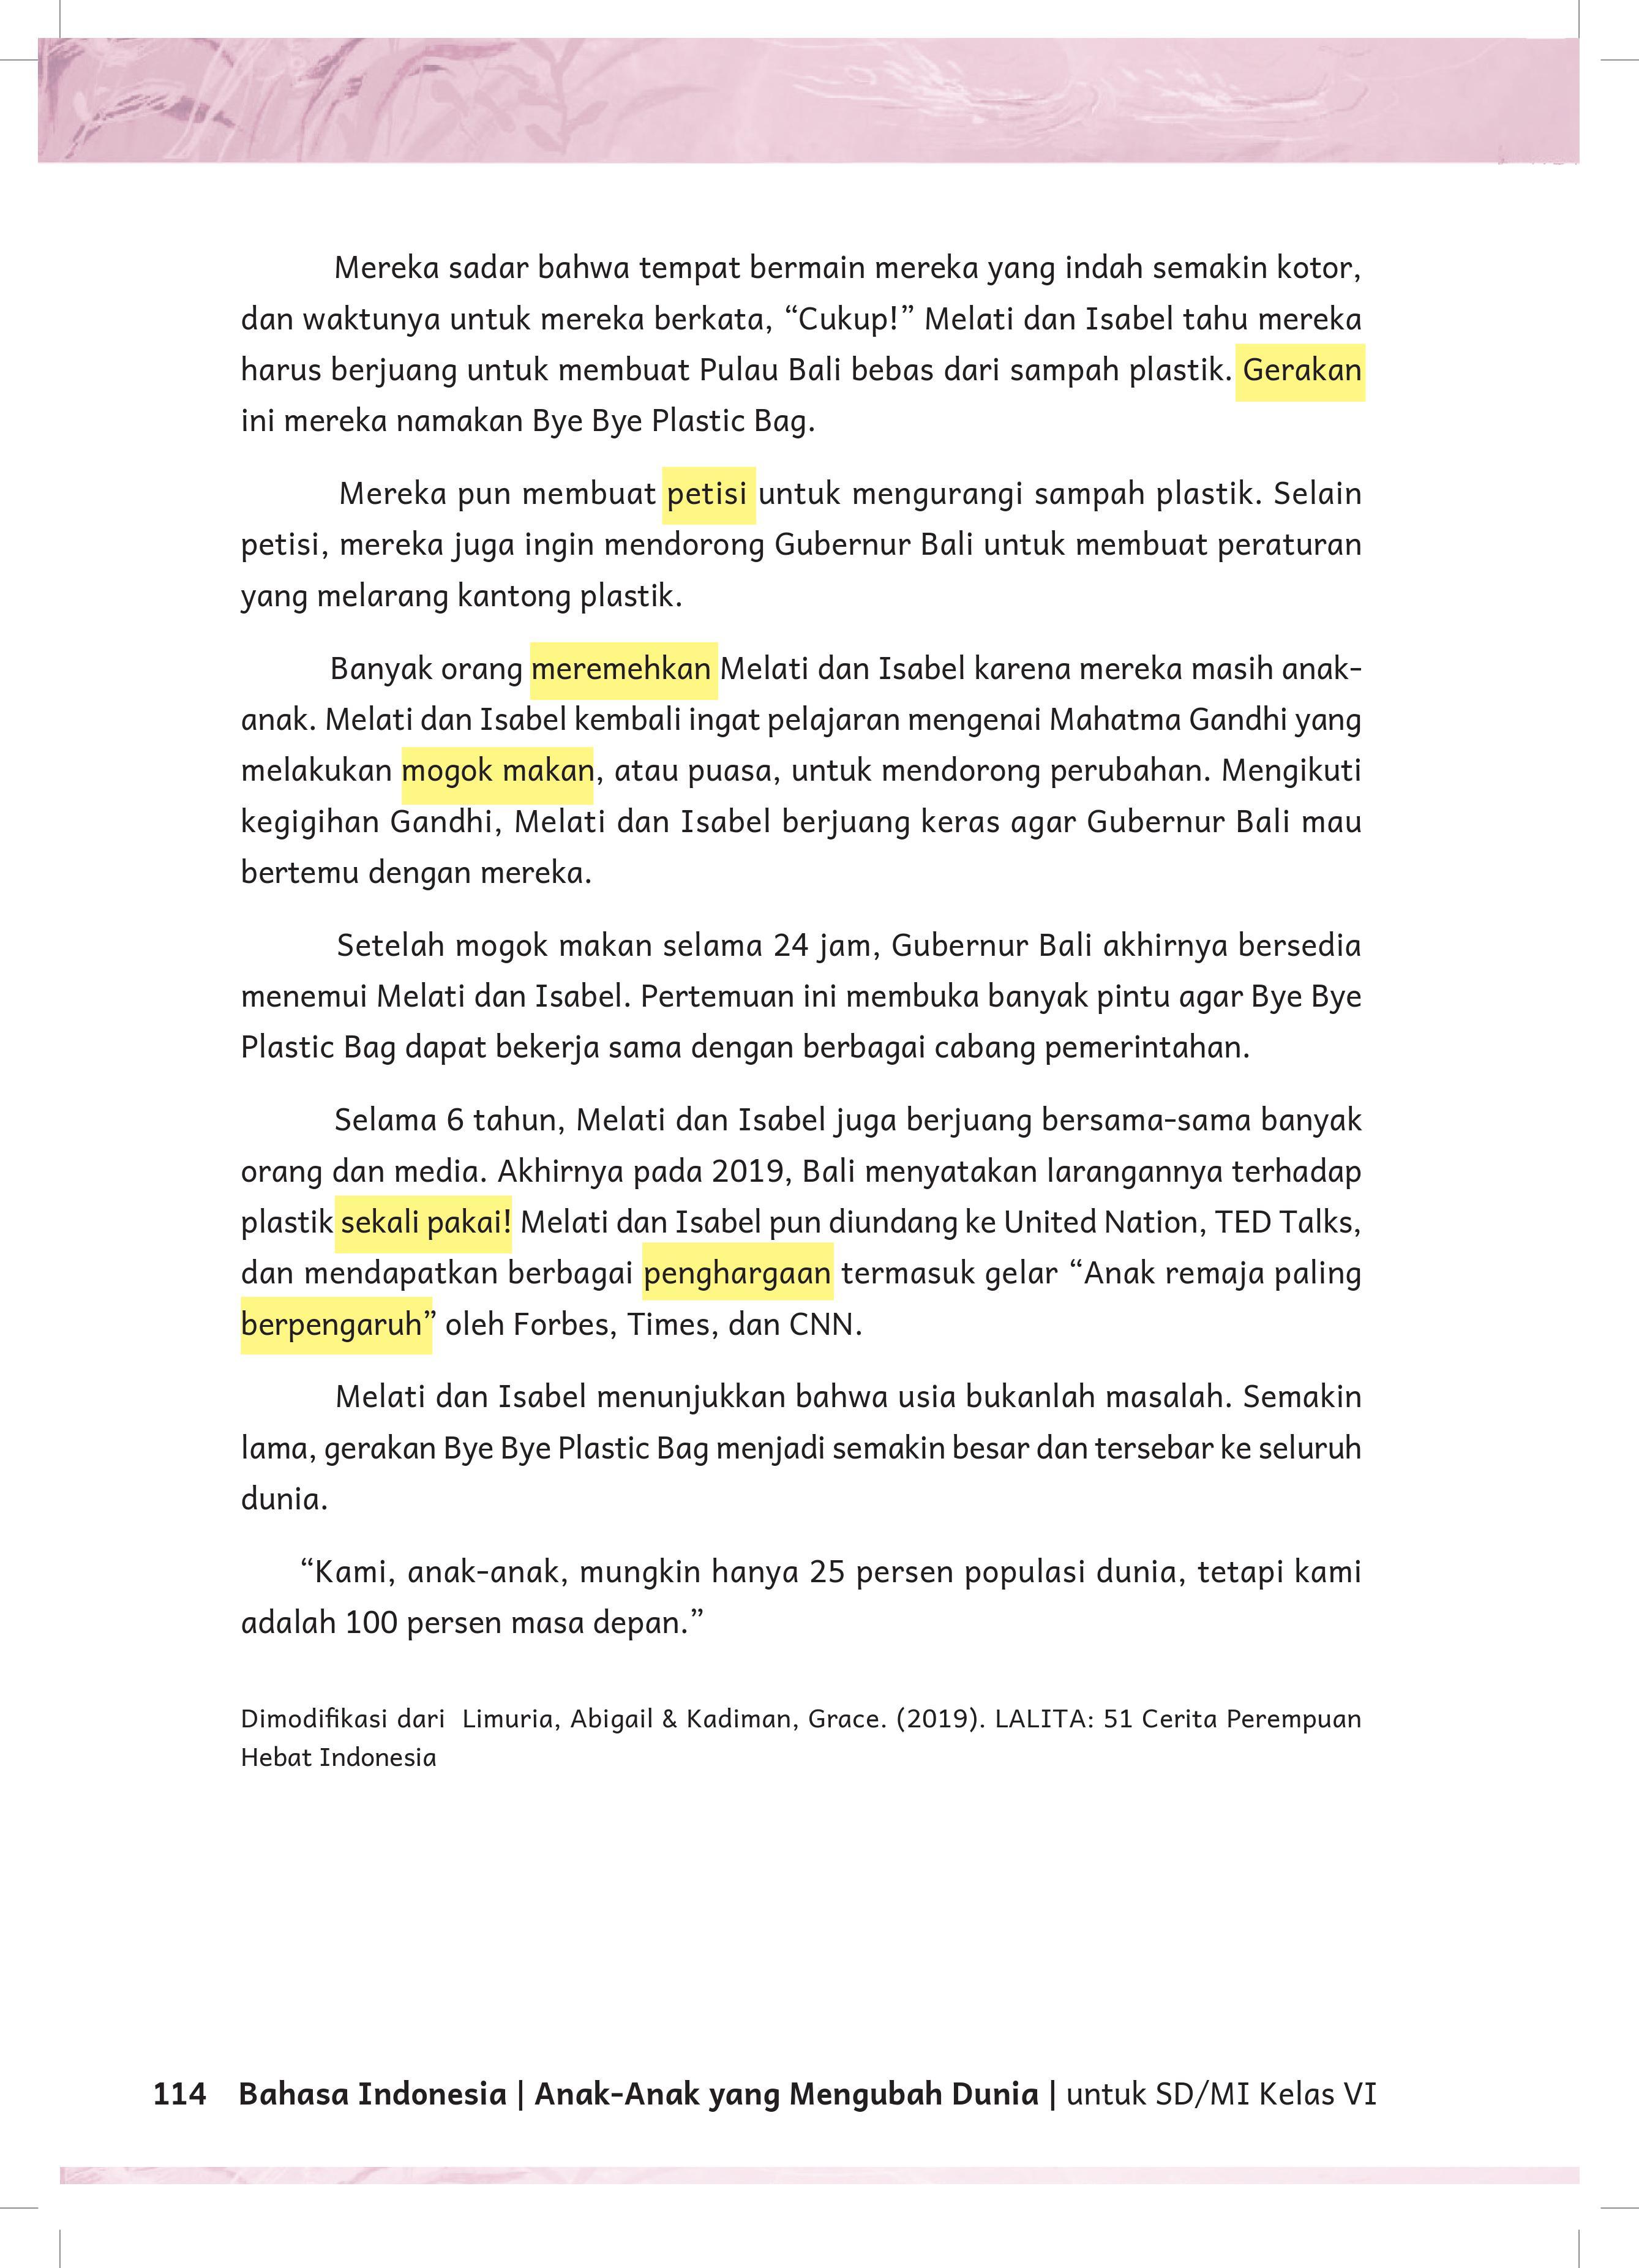 Mereka sadar bahwa tempat bermain mereka yang indah semakin kotor,
dan waktunya untuk mereka berkata, “Cukup!” Melati dan Isabel tahu mereka
harus berjuang untuk membuat Pulau Bali bebas dari sampah plastik. Gerakan
ini mereka namakan Bye Bye Plastic Bag.
Mereka pun membuat petisi untuk mengurangi sampah plastik. Selain
petisi, mereka juga ingin mendorong Gubernur Bali untuk membuat peraturan
yang melarang kantong plastik.
Banyak orang meremehkan Melati dan Isabel karena mereka masih anak-
anak. Melati dan Isabel kembali ingat pelajaran mengenai Mahatma Gandhi yang
melakukan mogok makan, atau puasa, untuk mendorong perubahan. Mengikuti
kegigihan Gandhi, Melati dan Isabel berjuang keras agar Gubernur Bali mau
bertemu dengan mereka.
Setelah mogok makan selama 24 jam, Gubernur Bali akhirnya bersedia
menemui Melati dan Isabel. Pertemuan ini membuka banyak pintu agar Bye Bye
Plastic Bag dapat bekerja sama dengan berbagai cabang pemerintahan.
Selama 6 tahun, Melati dan Isabel juga berjuang bersama-sama banyak
orang dan media. Akhirnya pada 2019, Bali menyatakan larangannya terhadap
plastik sekali pakai! Melati dan Isabel pun diundang ke United Nation, TED Talks,
dan mendapatkan berbagai penghargaan termasuk gelar “Anak remaja paling
berpengaruh” oleh Forbes, Times, dan CNN.
Melati dan Isabel menunjukkan bahwa usia bukanlah masalah. Semakin
lama, gerakan Bye Bye Plastic Bag menjadi semakin besar dan tersebar ke seluruh
dunia.
“Kami, anak-anak, mungkin hanya 25 persen populasi dunia, tetapi kami
adalah 100 persen masa depan.”
Dimodifikasi dari Limuria, Abigail & Kadiman, Grace. (2019). LALITA: 51 Cerita Perempuan
Hebat Indonesia
114 Bahasa Indonesia | Anak-Anak yang Mengubah Dunia | untuk SD/MI Kelas VI